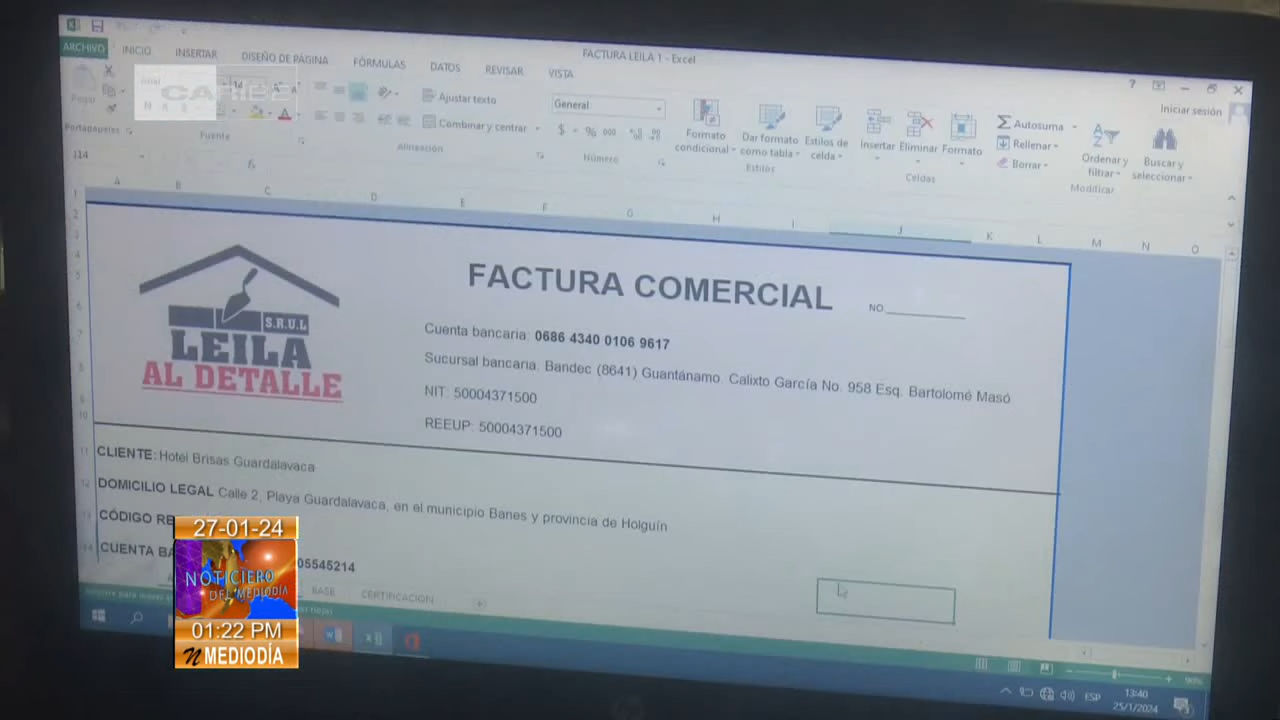 FACTURA LEILA 1 - Excel
ARCHIVO INICIO INSERTAR DISEÑO DE PÁGINA FÓRMULAS DATOS REVISAR VISTA
Iniciar sesión
CARIBE
Ajustar texto
Combinar y centrar
General
$ % 000
Formato condicional
Dar formato como tabla
Estilos de celda
Insertar Eliminar Formato
Autosuma
Rellenar
Borrar
Ordenar y filtrar
Buscar y seleccionar
Portapapeles Fuente Alineación Número Estilos Celdas Modificar
J14
A B C D E F G H I J K L M N O
S.R.U.L
LEILA
AL DETALLE
FACTURA COMERCIAL
NO.
Cuenta bancaria: 0686 4340 0106 9617
Sucursal bancaria. Bandec (8641) Guantánamo. Calixto García No. 958 Esq. Bartolomé Masó
NIT: 50004371500
REEUP: 50004371500
CLIENTE: Hotel Brisas Guardalavaca
DOMICILIO LEGAL Calle 2, Playa Guardalavaca, en el municipio Banes y provincia de Holguín
CÓDIGO RE
CUENTA BA 05545214
BASE CERTIFICACION
27-01-24
NOTICIERO
DEL MEDIODÍA
01:22 PM
MEDIODÍA
ESP
13:40
25/1/2024
90%